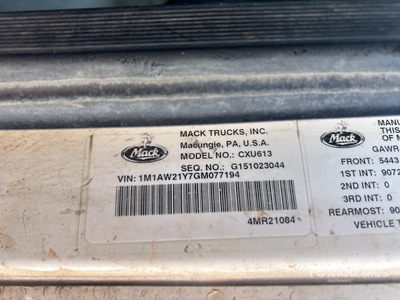 Mack
MACK TRUCKS, INC.
Macungie, PA, U.S.A.
MODEL NO.: CXU613
SEQ. NO.: G151023044
VIN: 1M1AW21Y7GM077194
4MR21084
Mack
MANU
THIS
OF M
GAWR
FRONT: 5443
1ST INT: 9072
2ND INT: 0
3RD INT: 0
REARMOST: 90
VEHICLE T